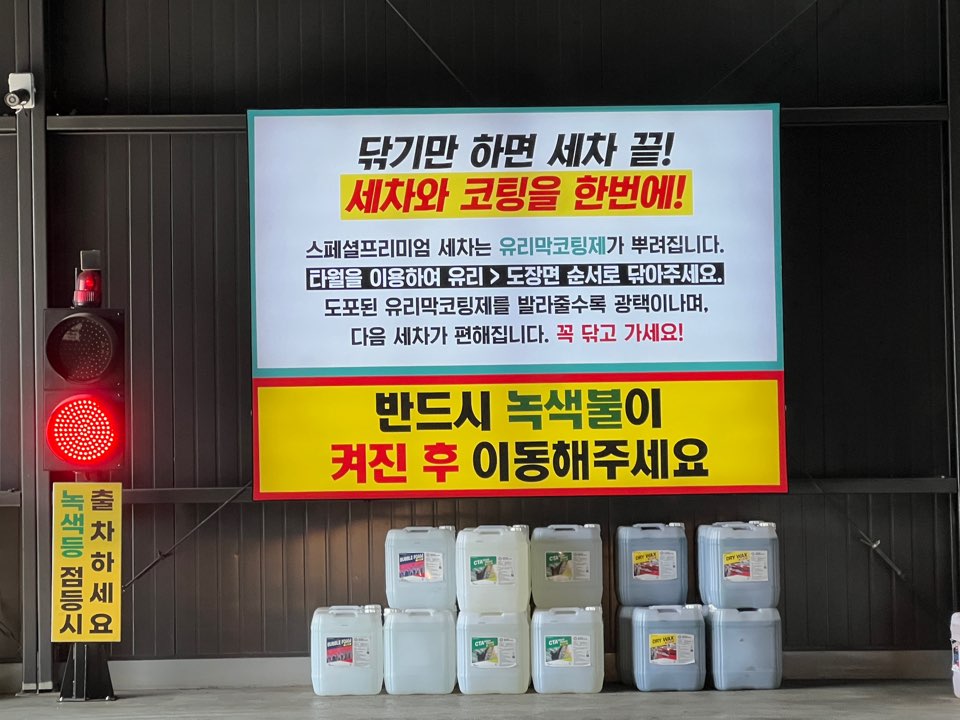 닦기만 하면 세차 끝!
세차와 코팅을 한번에!
스페셜프리미엄 세차는 유리막코팅제가 뿌려집니다.
타월을 이용하여 유리 > 도장면 순서로 닦아주세요.
도포된 유리막코팅제를 발라줄수록 광택이나며,
다음 세차가 편해집니다. 꼭 닦고 가세요!
반드시 녹색불이
켜진 후 이동해주세요
녹색등 점등시
출차하세요
CTA
CTA
DRY WAX
DRY WAX
CTA
CTA
DRY WAX